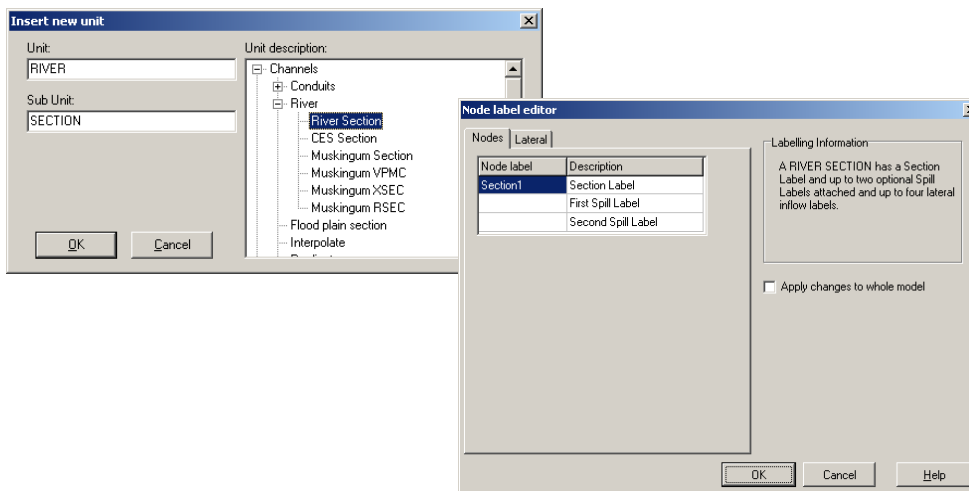 Insert new unit
Unit:
RIVER
Sub Unit:
SECTION
OK
Cancel
Unit description:
Channels
Conduits
River
River Section
CES Section
Muskingum Section
Muskingum VPMC
Muskingum XSEC
Muskingum RSEC
Flood plain section
Interpolate
Node label editor
Nodes
Lateral
Node label
Description
Section1
Section Label
First Spill Label
Second Spill Label
Labelling Information
A RIVER SECTION has a Section
Label and up to two optional Spill
Labels attached and up to four lateral
inflow labels.
Apply changes to whole model
OK
Cancel
Help